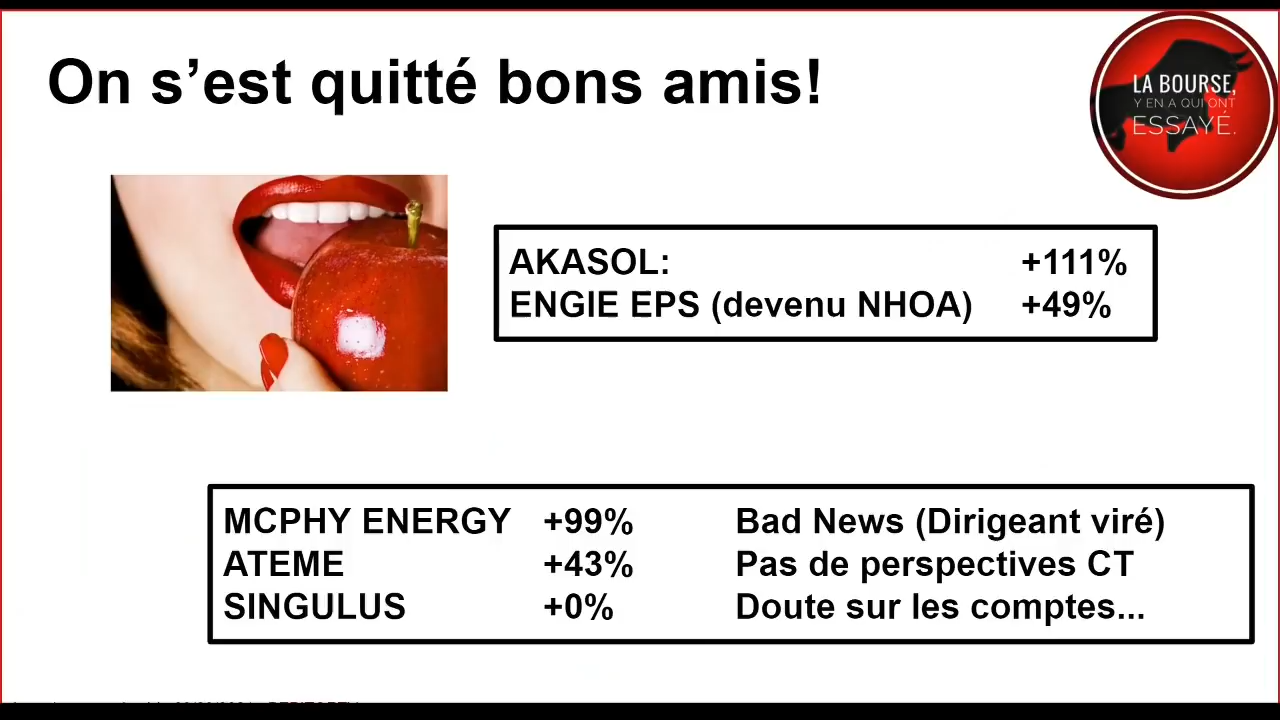 On s’est quitté bons amis!
LA BOURSE,
Y EN A QUI ONT
ESSAYÉ.
AKASOL: +111%
ENGIE EPS (devenu NHOA) +49%
MCPHY ENERGY +99% Bad News (Dirigeant viré)
ATEME +43% Pas de perspectives CT
SINGULUS +0% Doute sur les comptes...